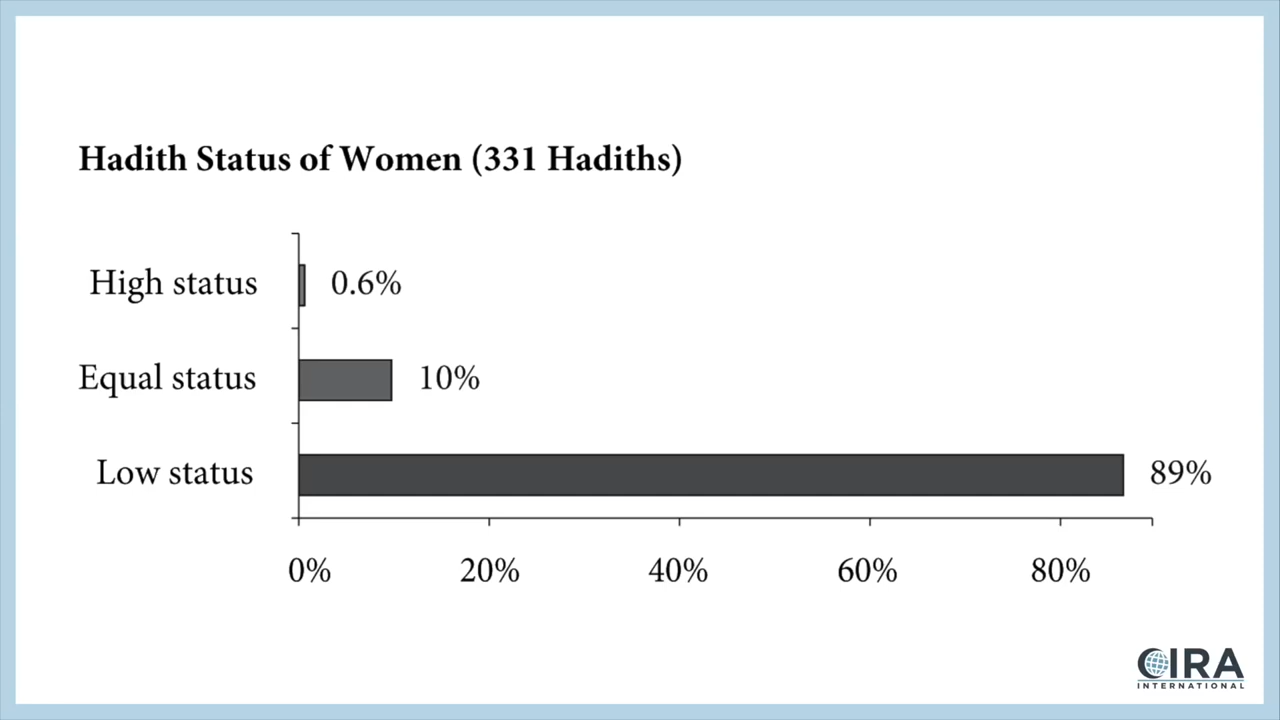 Hadith Status of Women (331 Hadiths)
High status 0.6%
Equal status 10%
Low status 89%
0% 20% 40% 60% 80%
CIRA
INTERNATIONAL